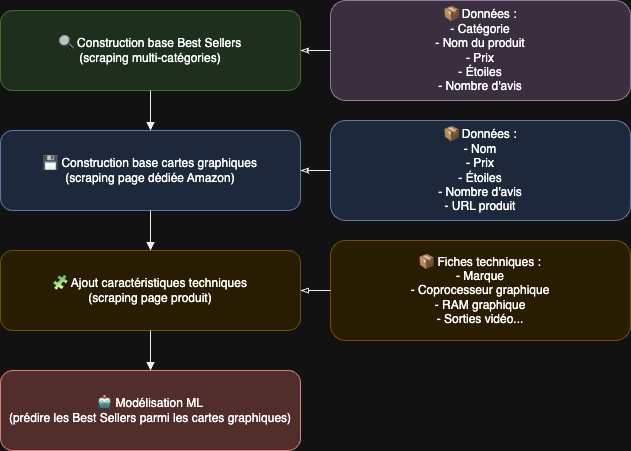 🔍 Construction base Best Sellers
(scraping multi-catégories)
📦 Données :
- Catégorie
- Nom du produit
- Prix
- Étoiles
- Nombre d'avis
💾 Construction base cartes graphiques
(scraping page dédiée Amazon)
📦 Données :
- Nom
- Prix
- Étoiles
- Nombre d'avis
- URL produit
🧩 Ajout caractéristiques techniques
(scraping page produit)
📦 Fiches techniques :
- Marque
- Coprocesseur graphique
- RAM graphique
- Sorties vidéo...
🤖 Modélisation ML
(prédire les Best Sellers parmi les cartes graphiques)